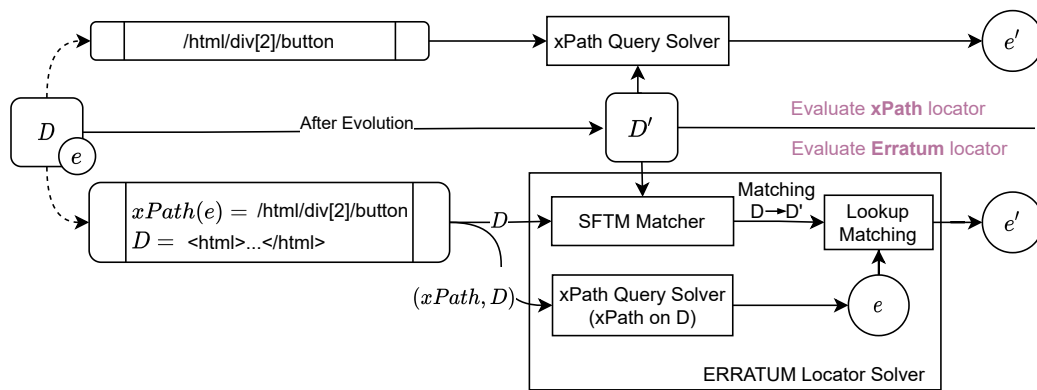 /html/div[2]/button
xPath Query Solver
e′
D
e
After Evolution
D′
Evaluate xPath locator
Evaluate Erratum locator
xPath(e) = /html/div[2]/button
D = <html>...</html>
D
SFTM Matcher
Matching
D→D'
Lookup
Matching
e′
(xPath, D)
xPath Query Solver
(xPath on D)
e
ERRATUM Locator Solver